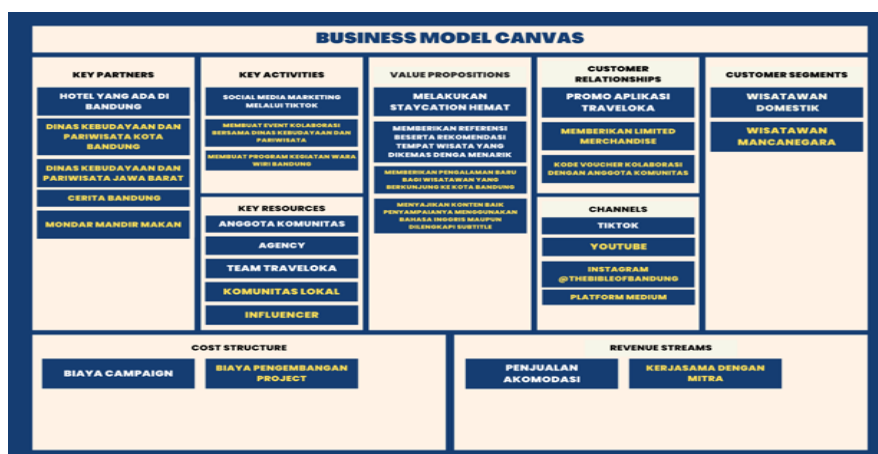 BUSINESS MODEL CANVAS
KEY PARTNERS
HOTEL YANG ADA DI
BANDUNG
DINAS KEBUDAYAAN DAN
PARIWISATA KOTA
BANDUNG
DINAS KEBUDAYAAN DAN
PARIWISATA JAWA BARAT
CERITA BANDUNG
MONDAR MANDIR MAKAN
KEY ACTIVITIES
SOCIAL MEDIA MARKETING
MELALUI TIKTOK
MEMBUAT EVENT KOLABORASI
BERSAMA DINAS KEBUDAYAAN DAN
PARIWISATA
MEMBUAT PROGRAM KEGIATAN WARA
WIRI BANDUNG
KEY RESOURCES
ANGGOTA KOMUNITAS
AGENCY
TEAM TRAVELOKA
KOMUNITAS LOKAL
INFLUENCER
VALUE PROPOSITIONS
MELAKUKAN
STAYCATION HEMAT
MEMBERIKAN REFERENSI
BESERTA REKOMENDASI
TEMPAT WISATA YANG
DIKEMAS DENGA MENARIK
MEMBERIKAN PENGALAMAN BARU
BAGI WISATAWAN YANG
BERKUNJUNG KE KOTA BANDUNG
MENYAJIKAN KONTEN BAIK
PENYAMPAIANYA MENGGUNAKAN
BAHASA INGGRIS MAUPUN
DILENGKAPI SUBTITLE
CUSTOMER
RELATIONSHIPS
PROMO APLIKASI
TRAVELOKA
MEMBERIKAN LIMITED
MERCHANDISE
KODE VOUCHER KOLABORASI
DENGAN ANGGOTA KOMUNITAS
CHANNELS
TIKTOK
YOUTUBE
INSTAGRAM
@THEBIBLEOFBANDUNG
PLATFORM MEDIUM
CUSTOMER SEGMENTS
WISATAWAN
DOMESTIK
WISATAWAN
MANCANEGARA
COST STRUCTURE
BIAYA CAMPAIGN
BIAYA PENGEMBANGAN
PROJECT
REVENUE STREAMS
PENJUALAN
AKOMODASI
KERJASAMA DENGAN
MITRA